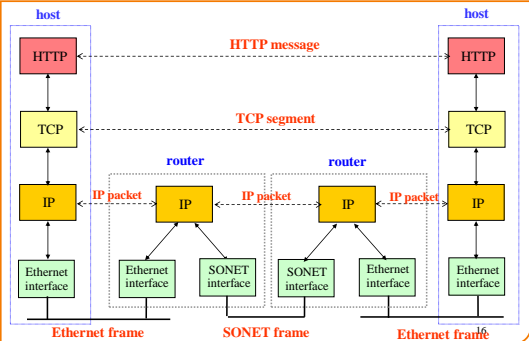 host
host
HTTP
HTTP message
HTTP
TCP
TCP segment
TCP
router
router
IP
IP packet
IP
IP packet
IP
IP packet
IP
Ethernet
interface
Ethernet
interface
SONET
interface
SONET
interface
Ethernet
interface
Ethernet
interface
Ethernet frame
SONET frame
Ethernet frame
16